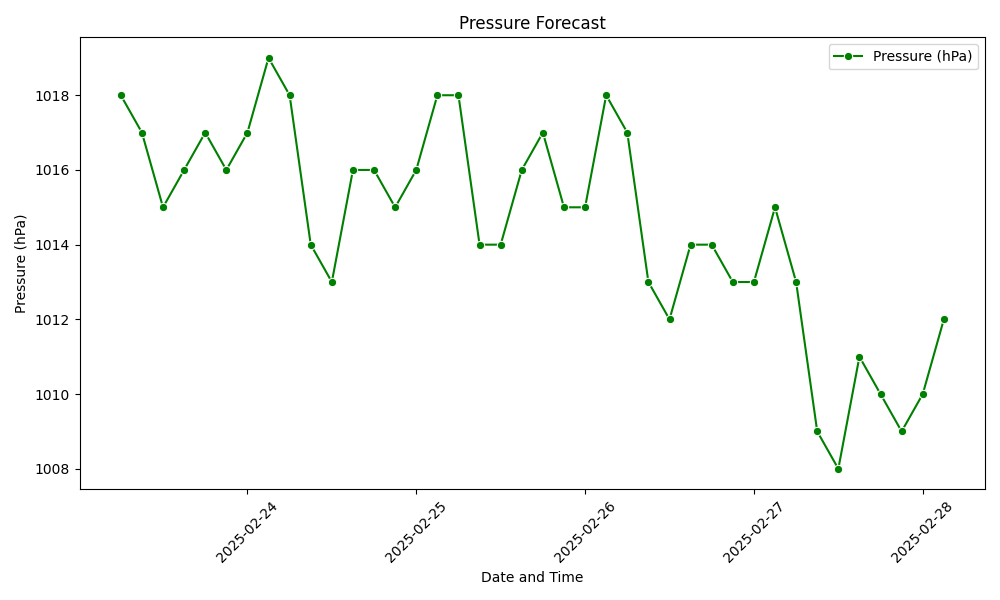 Pressure Forecast
Pressure (hPa)
Pressure (hPa)
1018
1016
1014
1012
1010
1008
2025-02-24
2025-02-25
2025-02-26
2025-02-27
2025-02-28
Date and Time